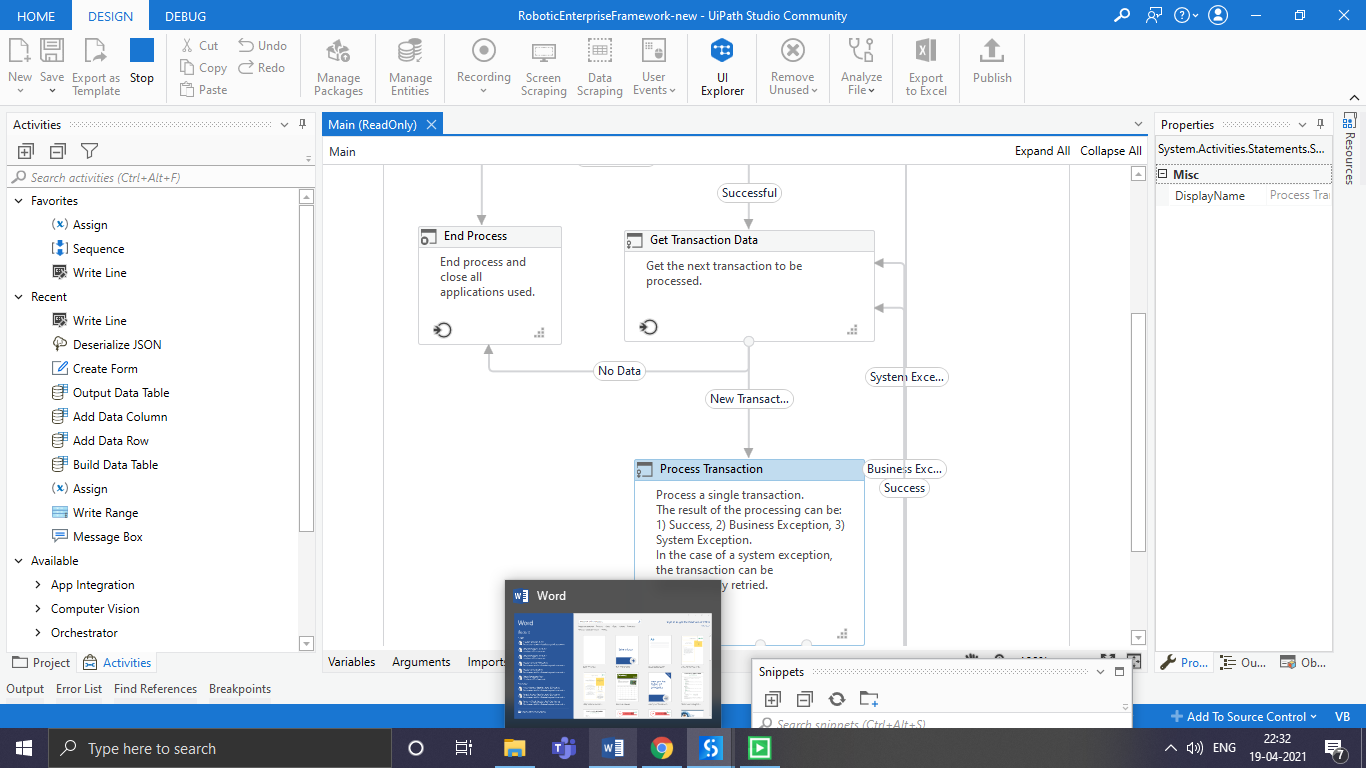 HOME
DESIGN
DEBUG
RoboticEnterpriseFramework-new - UiPath Studio Community
New
Save
Export as Template
Stop
Cut
Copy
Paste
Undo
Redo
Manage Packages
Manage Entities
Recording
Screen Scraping
Data Scraping
User Events
UI Explorer
Remove Unused
Analyze File
Export to Excel
Publish
Activities
Search activities (Ctrl+Alt+F)
Favorites
Assign
Sequence
Write Line
Recent
Write Line
Deserialize JSON
Create Form
Output Data Table
Add Data Column
Add Data Row
Build Data Table
Assign
Write Range
Message Box
Available
App Integration
Computer Vision
Orchestrator
Project
Activities
Main (ReadOnly)
Main
Expand All
Collapse All
Successful
End Process
End process and
close all
applications used.
Get Transaction Data
Get the next transaction to be
processed.
No Data
System Exce...
New Transact...
Process Transaction
Business Exc...
Success
Process a single transaction.
The result of the processing can be:
1) Success, 2) Business Exception, 3)
System Exception.
In the case of a system exception,
the transaction can be
retried.
Word
Variables
Arguments
Imports
Properties
System.Activities.Statements.S...
Misc
DisplayName
Process Tra
Resources
Pro...
Ou...
Ob...
Output
Error List
Find References
Breakpoints
Snippets
Search snippets (Ctrl+Alt+S)
Add To Source Control
VB
Type here to search
ENG
22:32
19-04-2021
7